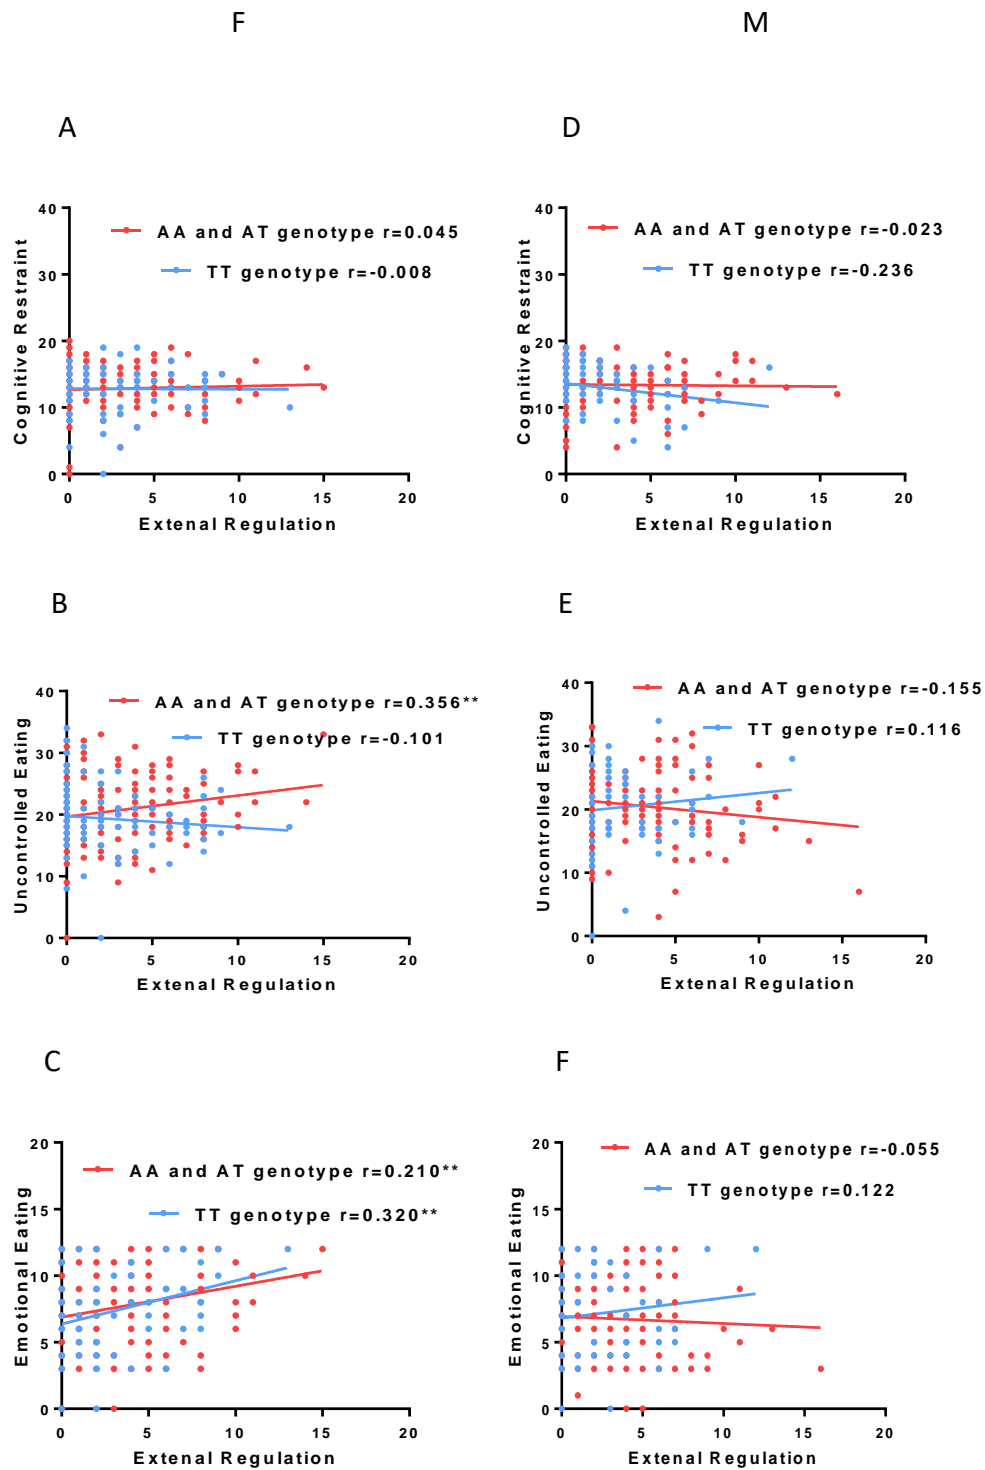 F M
A D
40
AA and AT genotype r=0.045
TT genotype r=-0.008
30
20
10
0
Cognitive Restraint
0 5 10 15 20
Extenal Regulation
40
AA and AT genotype r=-0.023
TT genotype r=-0.236
30
20
10
0
Cognitive Restraint
0 5 10 15 20
Extenal Regulation
B E
40
AA and AT genotype r=0.356**
TT genotype r=-0.101
30
20
10
0
Uncontrolled Eating
0 5 10 15 20
Extenal Regulation
40
AA and AT genotype r=-0.155
TT genotype r=0.116
30
20
10
0
Uncontrolled Eating
0 5 10 15 20
Extenal Regulation
C F
20
AA and AT genotype r=0.210**
TT genotype r=0.320**
15
10
5
0
Emotional Eating
0 5 10 15 20
Extenal Regulation
20
AA and AT genotype r=-0.055
TT genotype r=0.122
15
10
5
0
Emotional Eating
0 5 10 15 20
Extenal Regulation